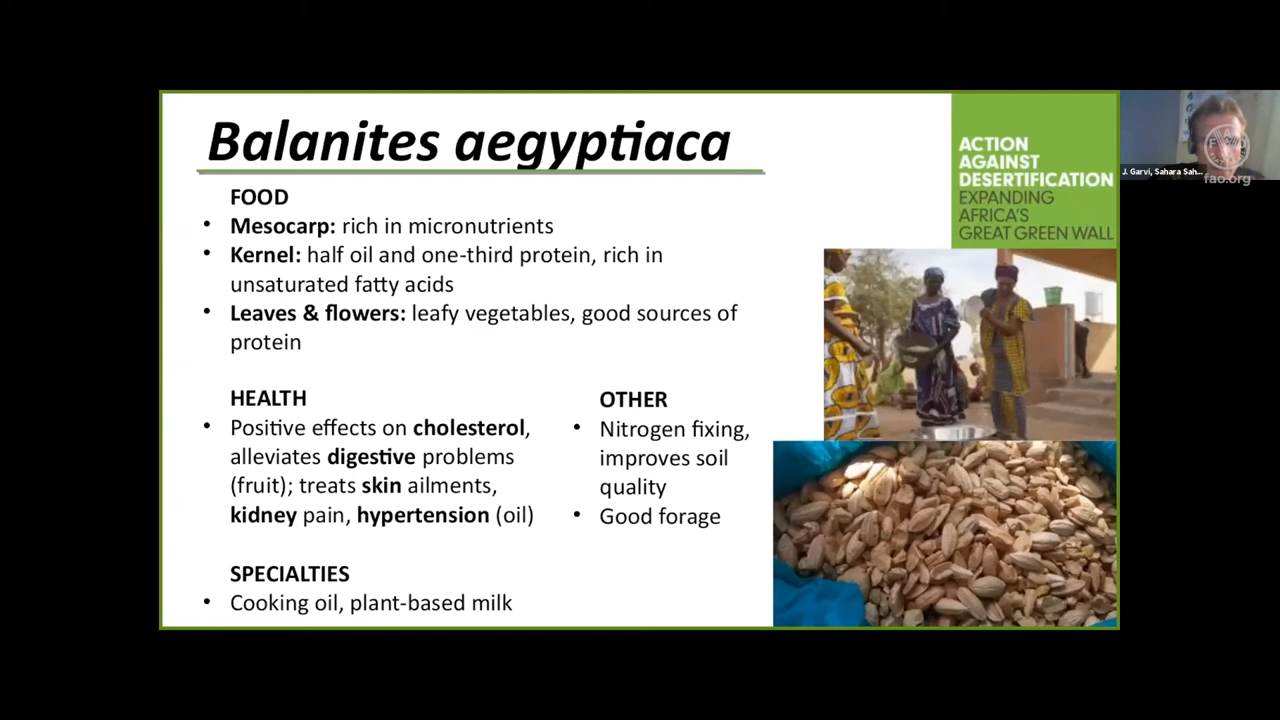 Balanites aegyptiaca
FOOD
• Mesocarp: rich in micronutrients
• Kernel: half oil and one-third protein, rich in
unsaturated fatty acids
• Leaves & flowers: leafy vegetables, good sources of
protein
HEALTH
• Positive effects on cholesterol,
alleviates digestive problems
(fruit); treats skin ailments,
kidney pain, hypertension (oil)
OTHER
• Nitrogen fixing,
improves soil
quality
• Good forage
SPECIALTIES
• Cooking oil, plant-based milk
ACTION
AGAINST
DESERTIFICATION
EXPANDING
AFRICA'S
GREAT GREEN WALL
J. Garvi, Sahara Sah...
fao.org